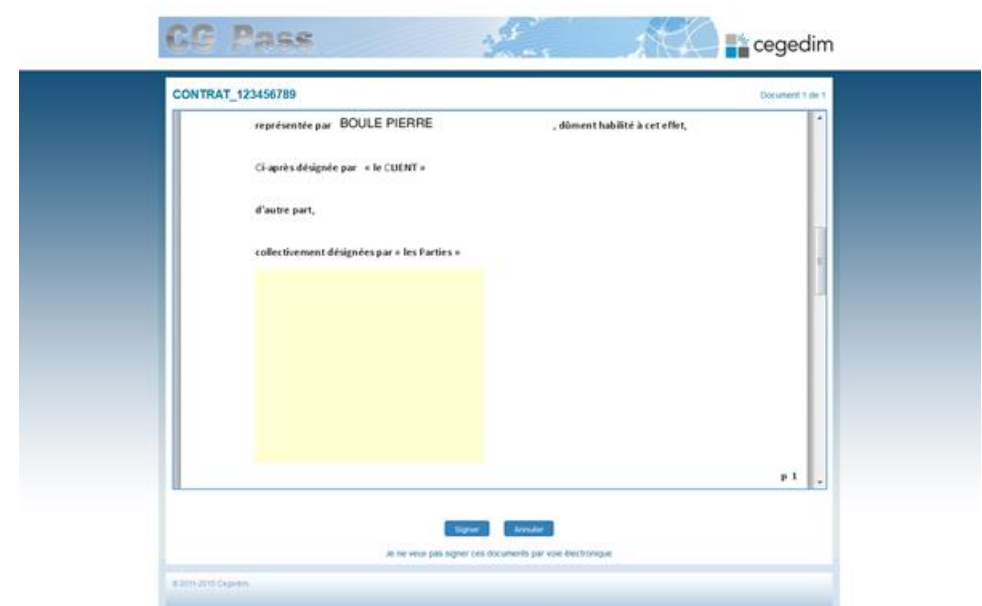 CG Pass
cegedim
CONTRAT_123456789
Document 1 de 1
représentée par BOULE PIERRE , dûment habilité à cet effet,
Ci-après désignée par « le CLIENT »
d'autre part,
collectivement désignées par « les Parties »
p 1
Signer Annuler
Je ne veux pas signer ces documents par voie électronique
© 2011-2015 Cegedim